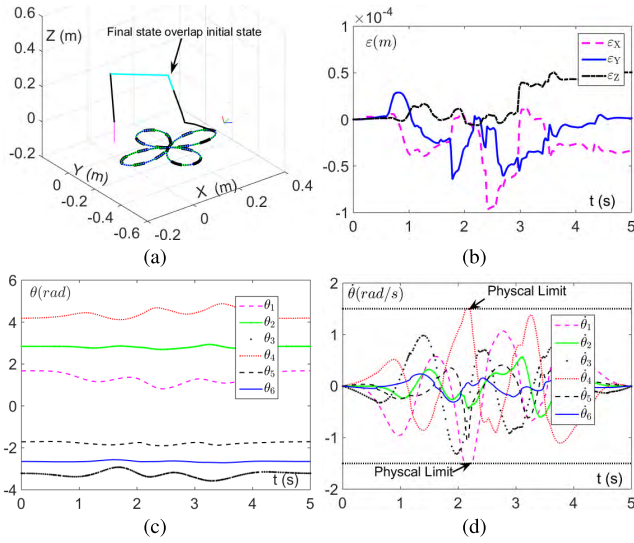 Z (m)
Final state overlap initial state
0.6
0.4
0.2
0
-0.2
Y (m)
0
-0.2
-0.4
-0.6
X (m)
-0.2
0
0.2
0.4
(a)
×10⁻⁴
ε(m)
1
0.5
0
-0.5
-1
ε_X
ε_Y
ε_Z
t (s)
0 1 2 3 4 5
(b)
θ(rad)
6
4
2
0
-2
-4
θ₁
θ₂
θ₃
θ₄
θ₅
θ₆
t (s)
0 1 2 3 4 5
(c)
θ̇(rad/s)
Physcal Limit
2
1
0
-1
-2
θ̇₁
θ̇₂
θ̇₃
θ̇₄
θ̇₅
θ̇₆
Physcal Limit
t (s)
0 1 2 3 4 5
(d)